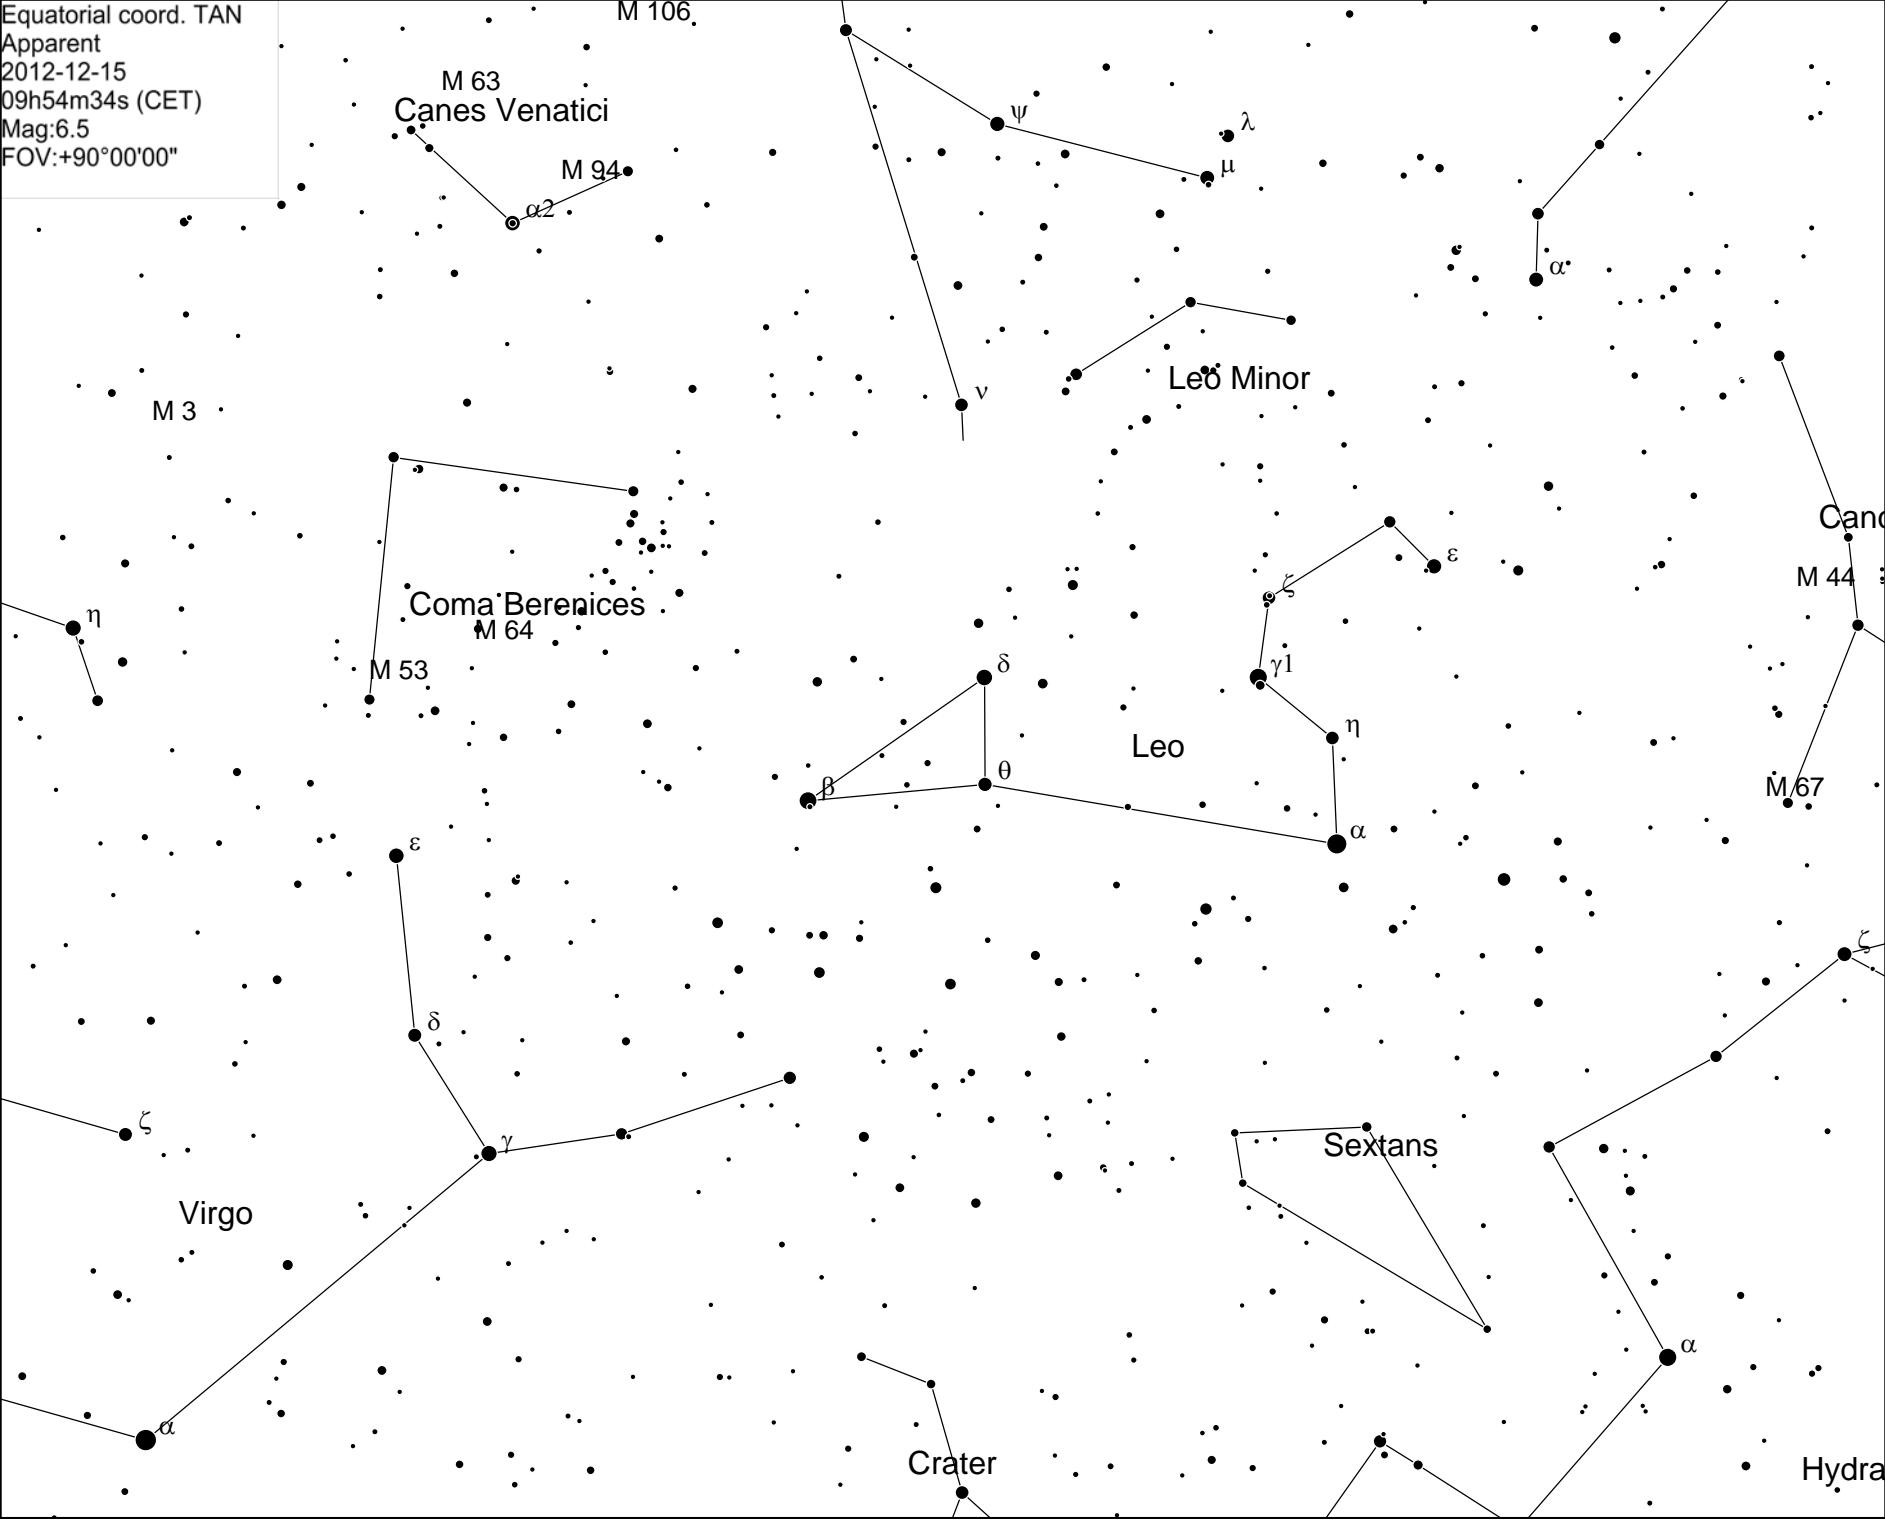 Equatorial coord. TAN
Apparent
2012-12-15
09h54m34s (CET)
Mag:6.5
FOV:+90°00'00"
M 106
M 63
Canes Venatici
ψ
λ
M 94
μ
α2
α
Leo Minor
ν
M 3
Canc
ε
M 44
ζ
Coma Berenices
η
M 64
M 53
δ
γ1
η
Leo
θ
β
M 67
α
ε
ζ
δ
ζ
γ
Sextans
Virgo
α
α
Crater
Hydra